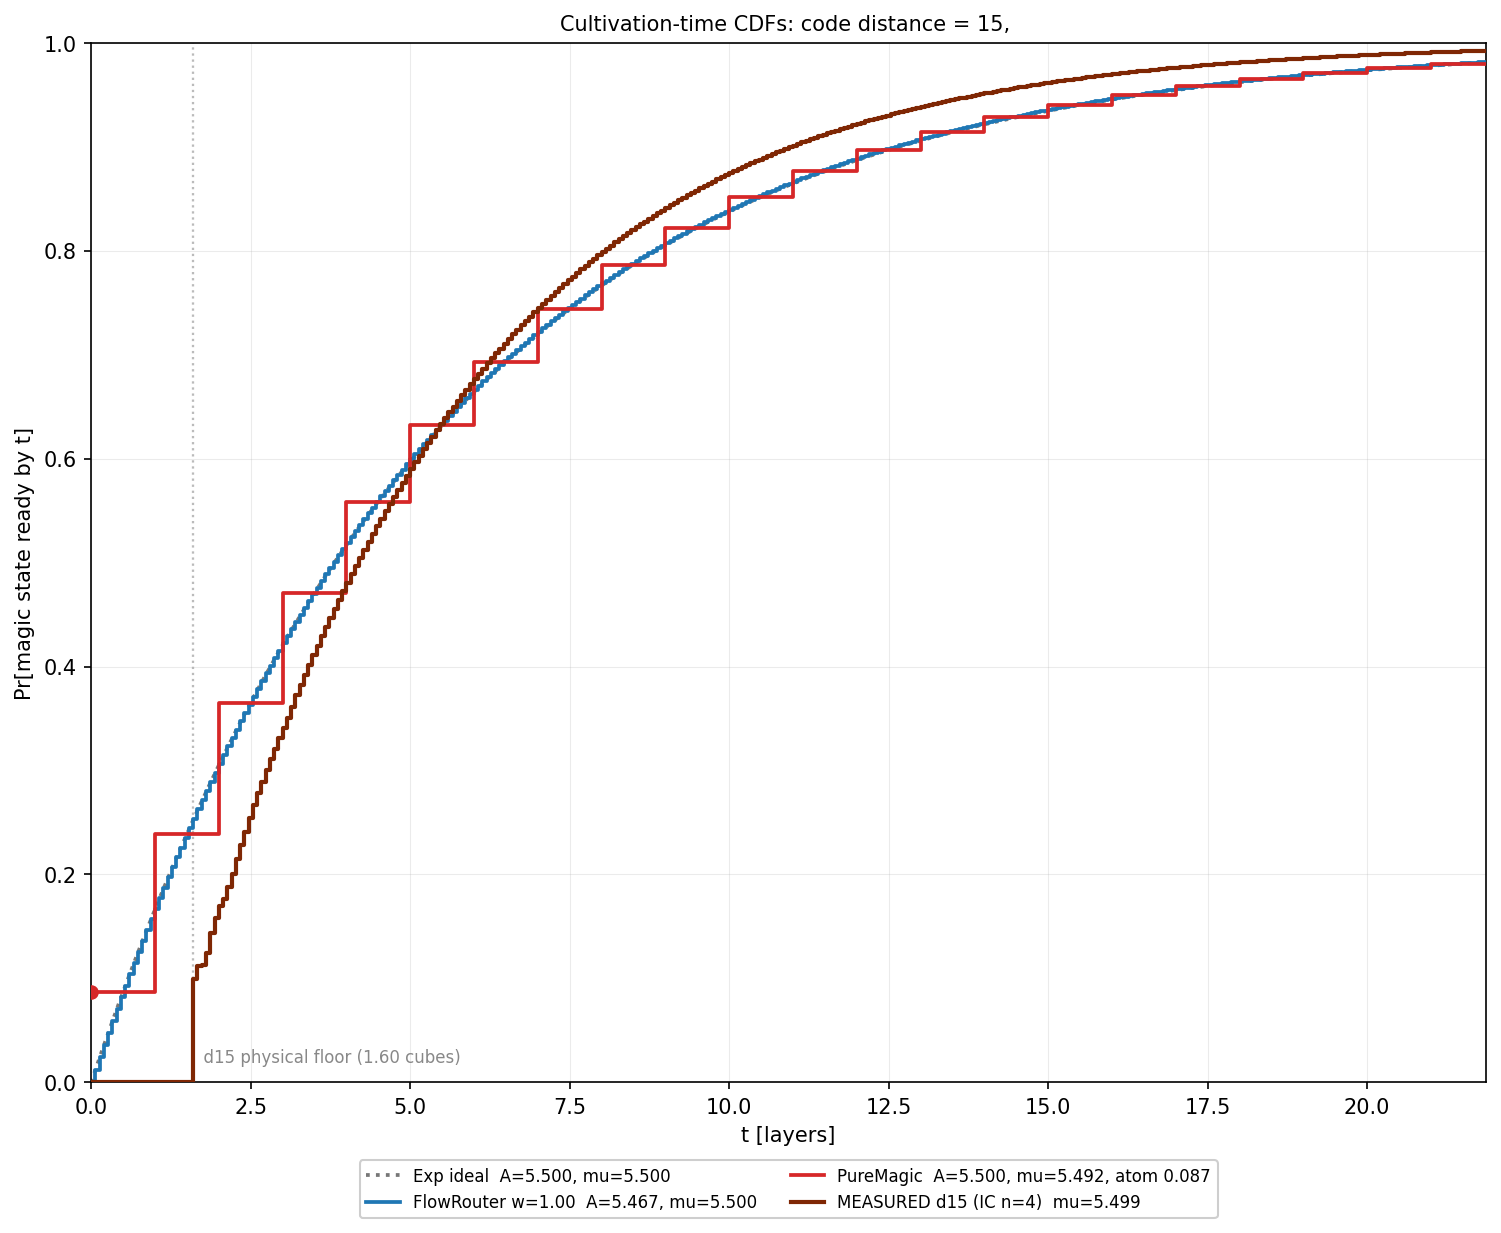 Cultivation-time CDFs: code distance = 15,
Pr[magic state ready by t]
1.0
0.8
0.6
0.4
0.2
0.0
d15 physical floor (1.60 cubes)
0.0 2.5 5.0 7.5 10.0 12.5 15.0 17.5 20.0
t [layers]
Exp ideal  A=5.500, mu=5.500
FlowRouter w=1.00  A=5.467, mu=5.500
PureMagic  A=5.500, mu=5.492, atom 0.087
MEASURED d15 (IC n=4)  mu=5.499